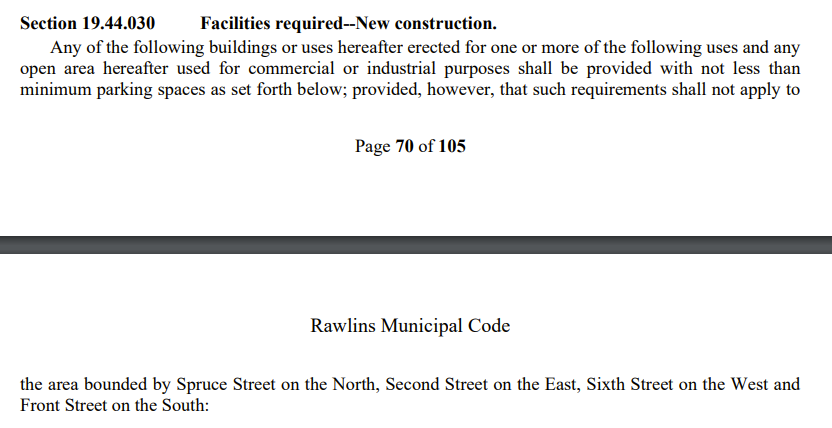 Section 19.44.030 Facilities required--New construction.
Any of the following buildings or uses hereafter erected for one or more of the following uses and any
open area hereafter used for commercial or industrial purposes shall be provided with not less than
minimum parking spaces as set forth below; provided, however, that such requirements shall not apply to
Page 70 of 105
Rawlins Municipal Code
the area bounded by Spruce Street on the North, Second Street on the East, Sixth Street on the West and
Front Street on the South: